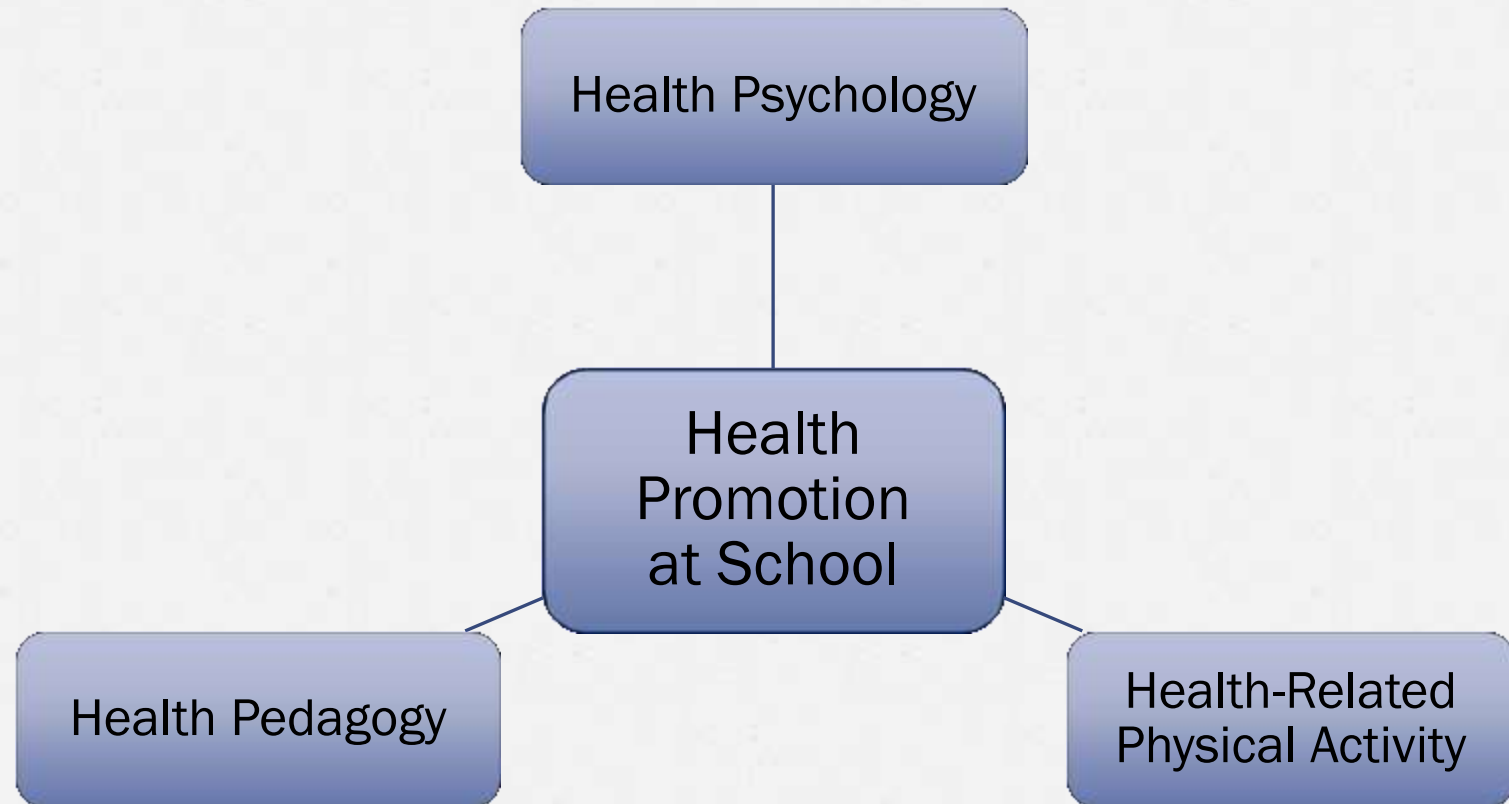 Health Psychology
Health
Promotion
at School
Health Pedagogy
Health-Related
Physical Activity